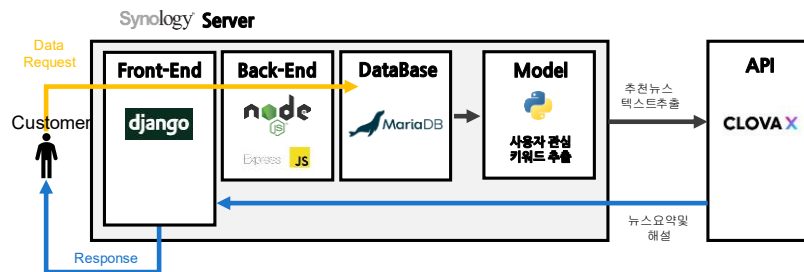 Synology Server
Data
Request
Front-End
Back-End
DataBase
Model
API
django
node
JS
Express
JS
MariaDB
사용자 관심
키워드 추출
추천뉴스
텍스트추출
CLOVA X
Customer
뉴스요약및
해설
Response